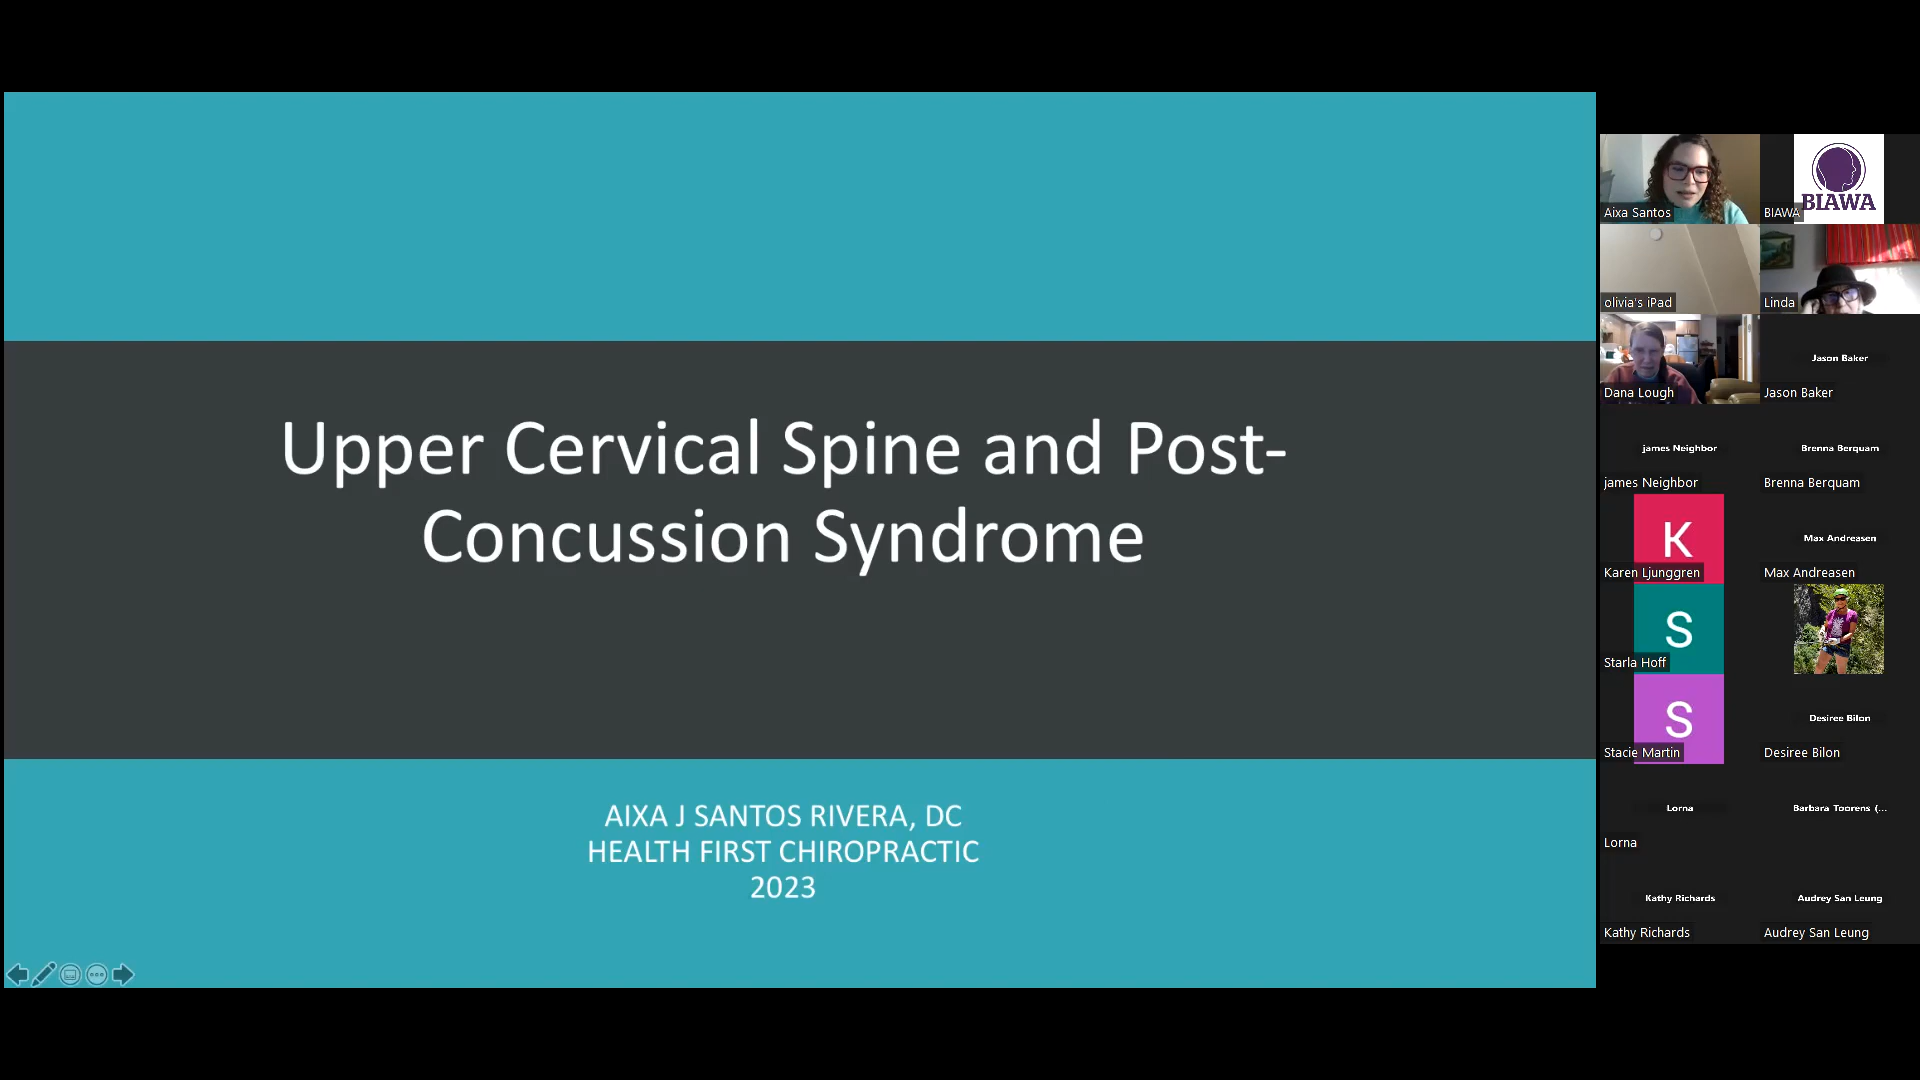 Upper Cervical Spine and Post-
Concussion Syndrome
AIXA J SANTOS RIVERA, DC
HEALTH FIRST CHIROPRACTIC
2023
Aixa Santos
BIAWA
BIAWA
olivia's iPad
Linda
Dana Lough
Jason Baker
Jason Baker
james Neighbor
james Neighbor
Brenna Berquam
Brenna Berquam
K
Karen Ljunggren
Max Andreasen
Max Andreasen
S
Starla Hoff
S
Stacie Martin
Desiree Bilon
Desiree Bilon
Lorna
Lorna
Barbara Toorens (...
Kathy Richards
Kathy Richards
Audrey San Leung
Audrey San Leung